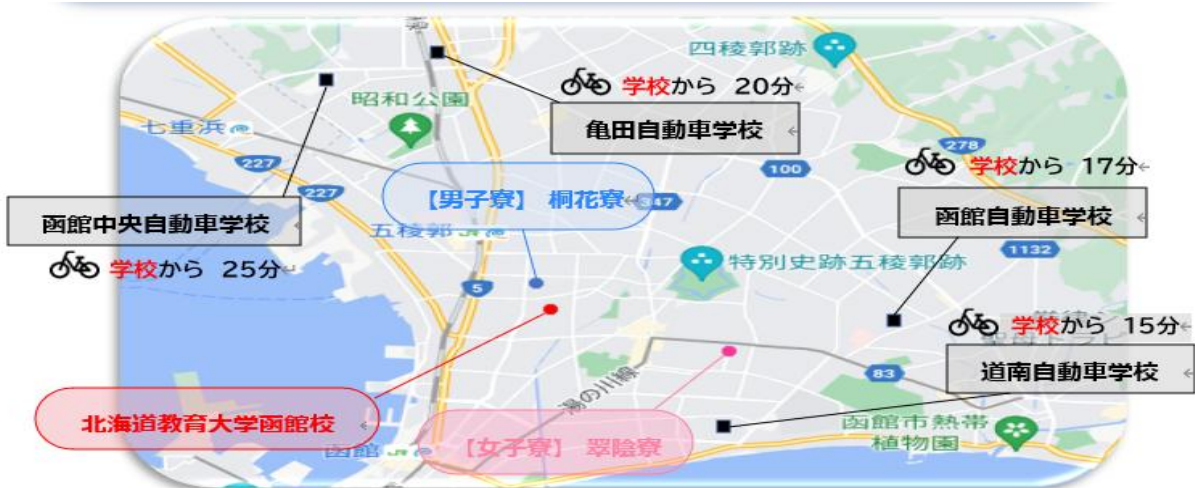 四稜郭跡
学校から 20分
昭和公園
亀田自動車学校
七重浜
278
227
100
学校から 17分
【男子寮】 桐花寮
347
227
函館中央自動車学校
函館自動車学校
五稜郭
1132
学校から 25分
特別史跡五稜郭跡
5
学校から 15分
道南自動車学校
83
湯の川線
北海道教育大学函館校
函館市熱帯
植物園
函館
【女子寮】 翠陰寮